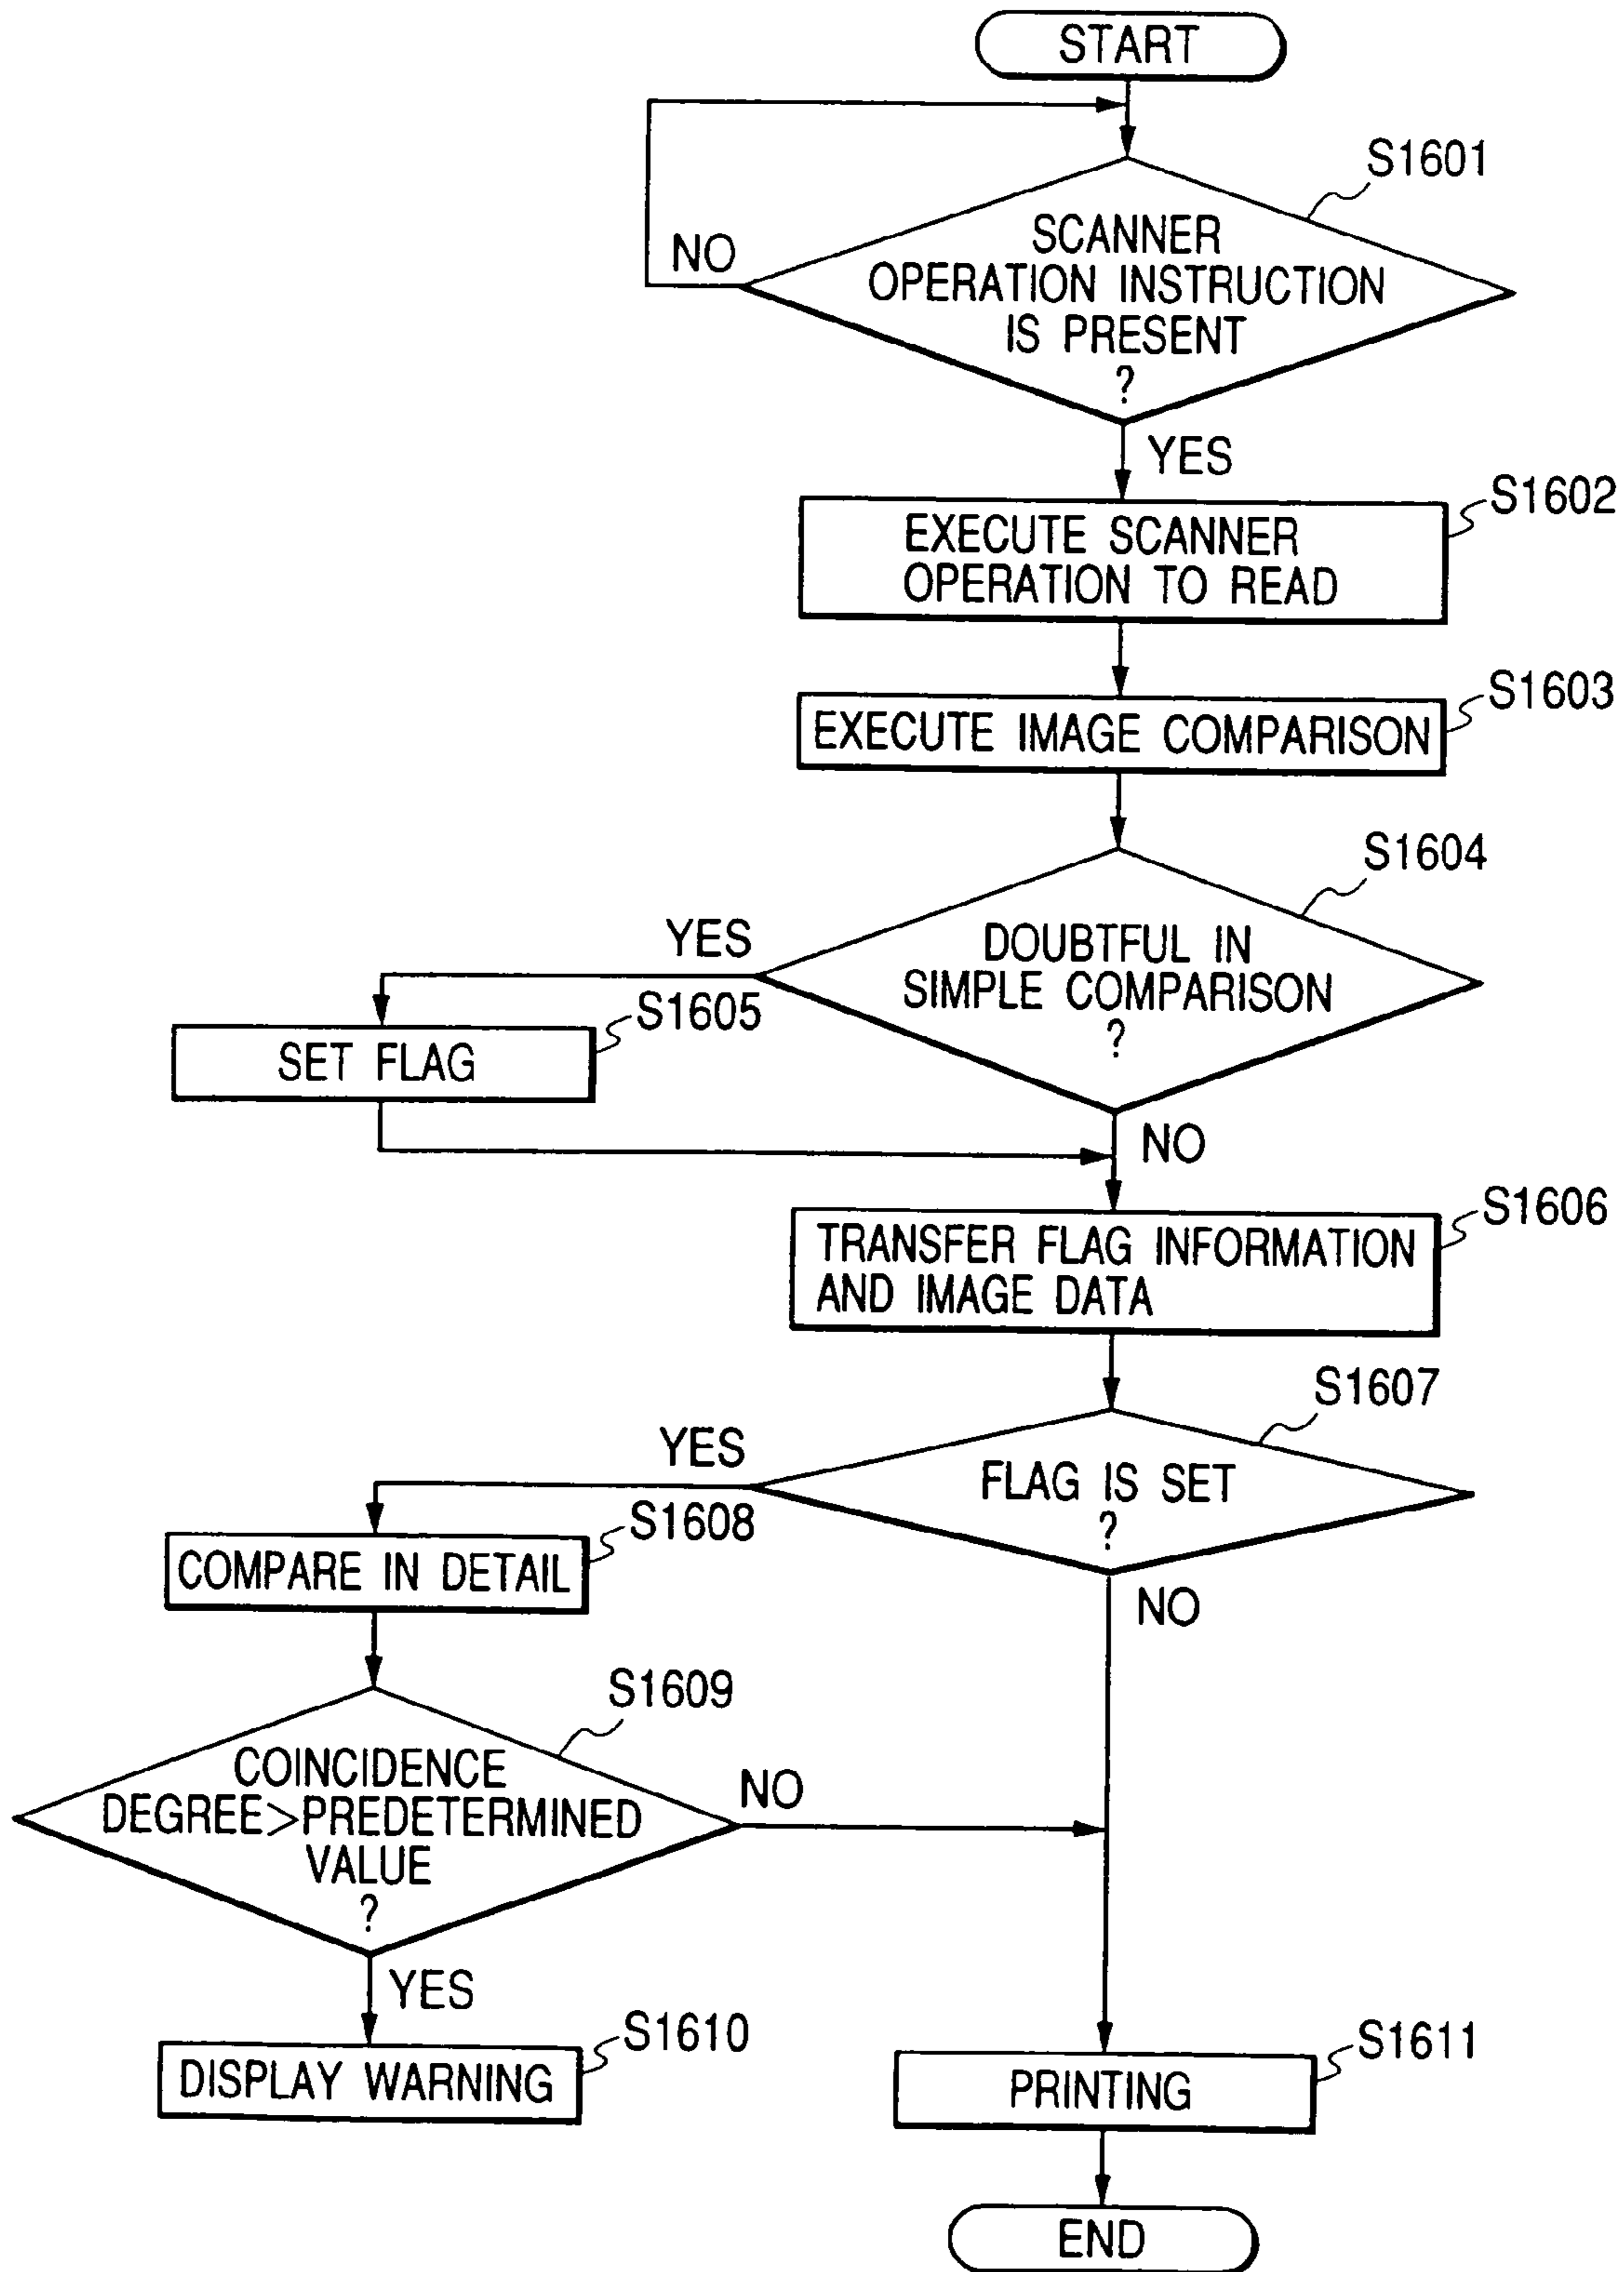 START
S1601
NO
SCANNER
OPERATION INSTRUCTION
IS PRESENT
?
YES
S1602
EXECUTE SCANNER
OPERATION TO READ
S1603
EXECUTE IMAGE COMPARISON
S1604
YES
DOUBTFUL IN
SIMPLE COMPARISON
?
S1605
SET FLAG
NO
S1606
TRANSFER FLAG INFORMATION
AND IMAGE DATA
S1607
YES
FLAG IS SET
?
S1608
COMPARE IN DETAIL
NO
S1609
COINCIDENCE
DEGREE>PREDETERMINED
VALUE
?
NO
YES
S1610
DISPLAY WARNING
S1611
PRINTING
END